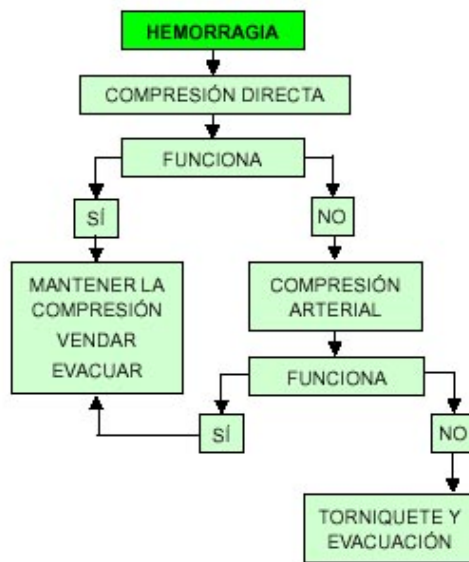 HEMORRAGIA
COMPRESIÓN DIRECTA
FUNCIONA
SÍ
NO
MANTENER LA
COMPRESIÓN
VENDAR
EVACUAR
COMPRESIÓN
ARTERIAL
FUNCIONA
SÍ
NO
TORNIQUETE Y
EVACUACIÓN